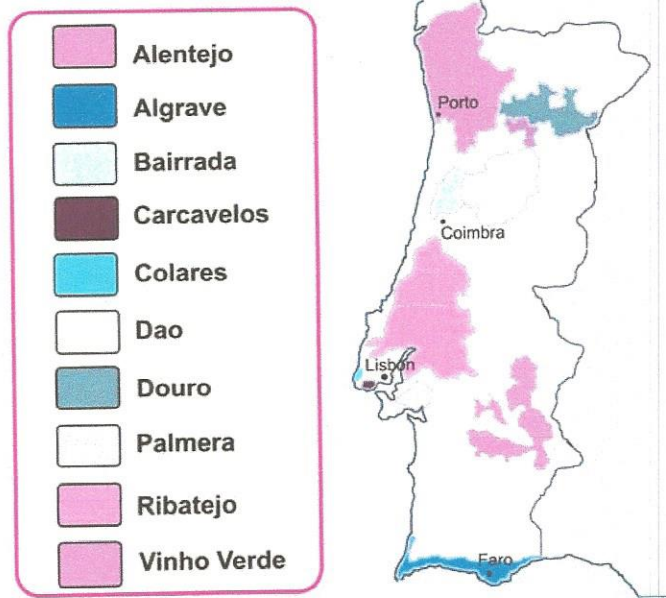 Alentejo
Algrave
Bairrada
Carcavelos
Colares
Dao
Douro
Palmera
Ribatejo
Vinho Verde
Porto
Coimbra
Lisbon
Faro